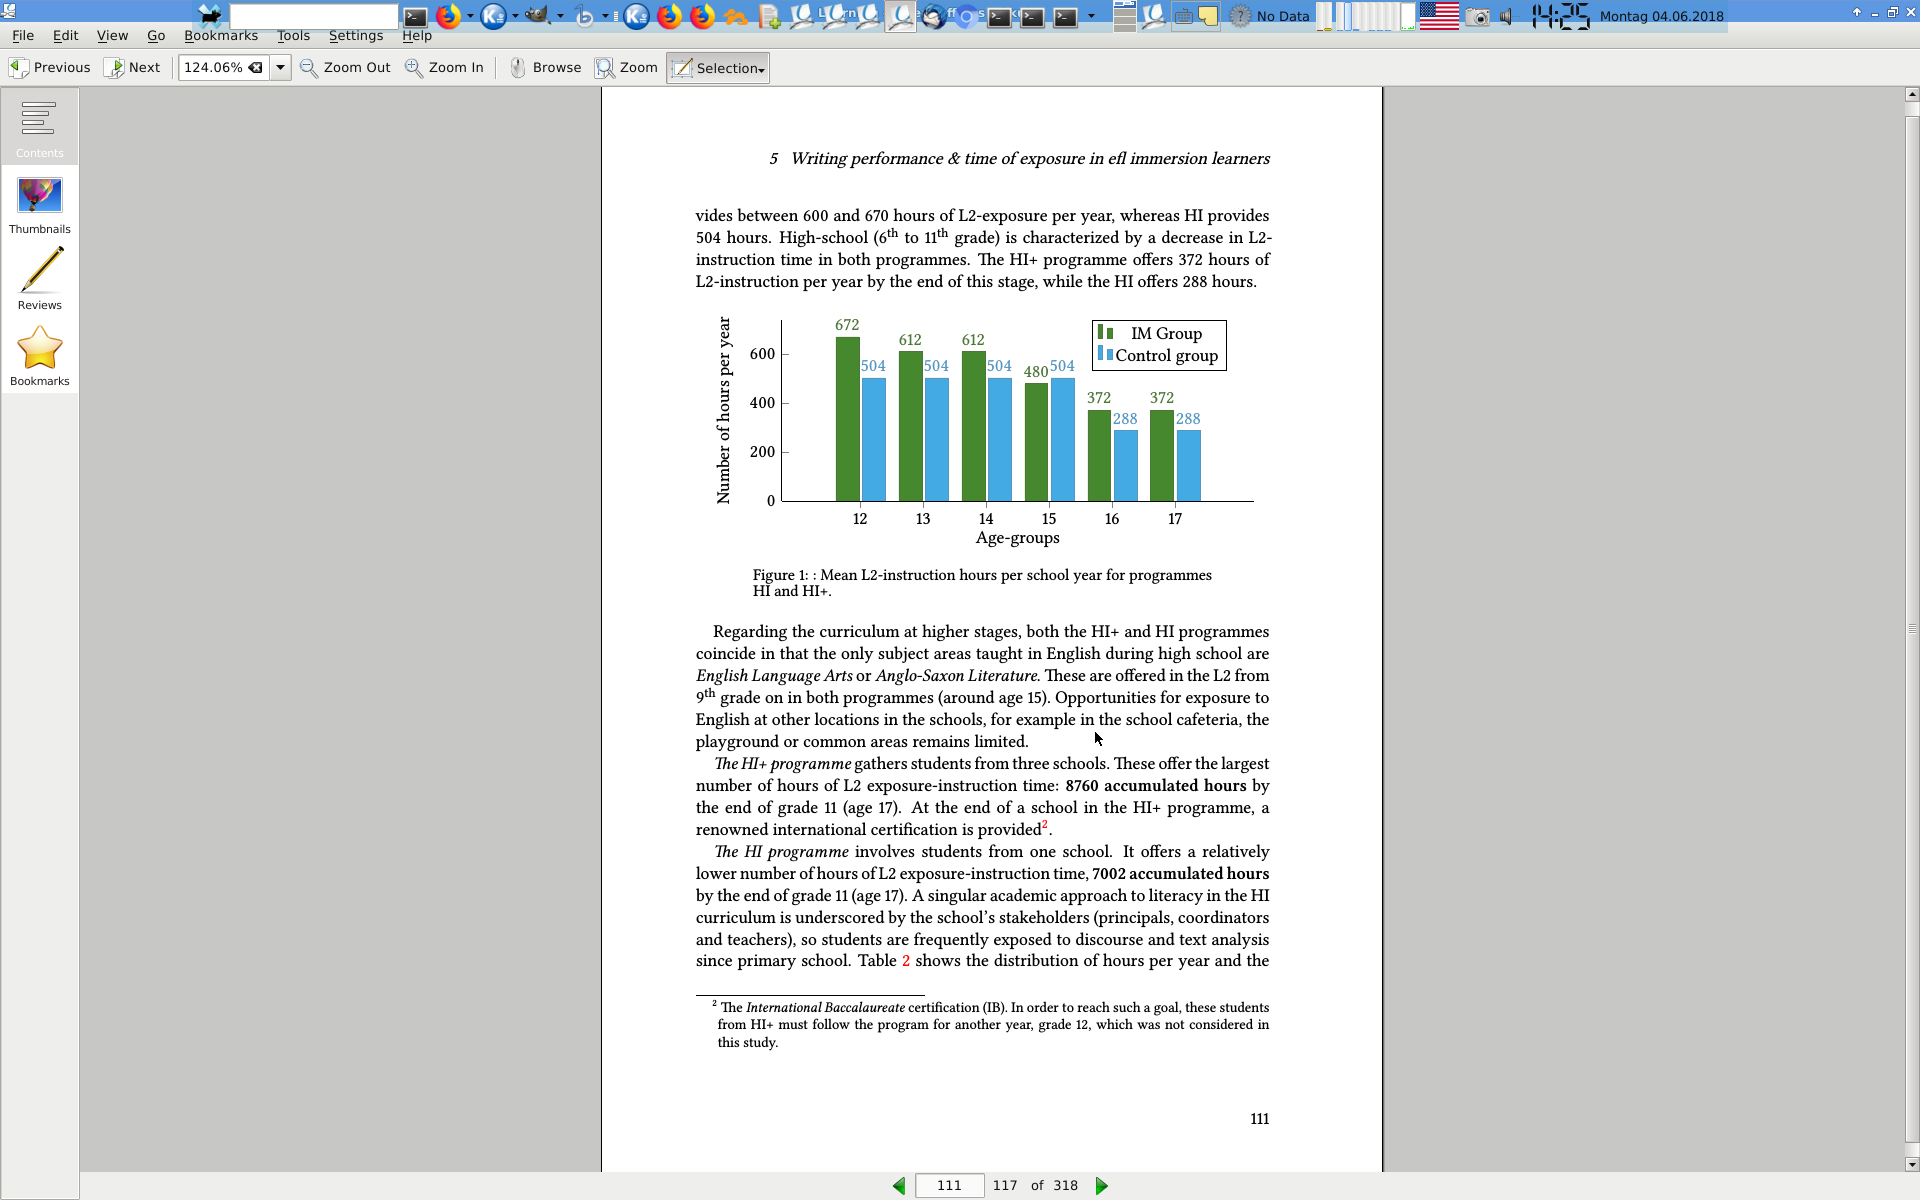 No Data
14:25
Montag 04.06.2018
File Edit View Go Bookmarks Tools Settings Help
Previous Next 124.06% Zoom Out Zoom In Browse Zoom Selection
Contents
Thumbnails
Reviews
Bookmarks
5 Writing performance & time of exposure in efl immersion learners
vides between 600 and 670 hours of L2-exposure per year, whereas HI provides
504 hours. High-school (6th to 11th grade) is characterized by a decrease in L2-
instruction time in both programmes. The HI+ programme offers 372 hours of
L2-instruction per year by the end of this stage, while the HI offers 288 hours.
Number of hours per year
600
400
200
0
672 504
612 504
612 504
480 504
372 288
372 288
IM Group
Control group
12 13 14 15 16 17
Age-groups
Figure 1: : Mean L2-instruction hours per school year for programmes
HI and HI+.
Regarding the curriculum at higher stages, both the HI+ and HI programmes
coincide in that the only subject areas taught in English during high school are
English Language Arts or Anglo-Saxon Literature. These are offered in the L2 from
9th grade on in both programmes (around age 15). Opportunities for exposure to
English at other locations in the schools, for example in the school cafeteria, the
playground or common areas remains limited.
The HI+ programme gathers students from three schools. These offer the largest
number of hours of L2 exposure-instruction time: 8760 accumulated hours by
the end of grade 11 (age 17). At the end of a school in the HI+ programme, a
renowned international certification is provided2.
The HI programme involves students from one school. It offers a relatively
lower number of hours of L2 exposure-instruction time, 7002 accumulated hours
by the end of grade 11 (age 17). A singular academic approach to literacy in the HI
curriculum is underscored by the school's stakeholders (principals, coordinators
and teachers), so students are frequently exposed to discourse and text analysis
since primary school. Table 2 shows the distribution of hours per year and the
2 The International Baccalaureate certification (IB). In order to reach such a goal, these students
from HI+ must follow the program for another year, grade 12, which was not considered in
this study.
111
111 117 of 318